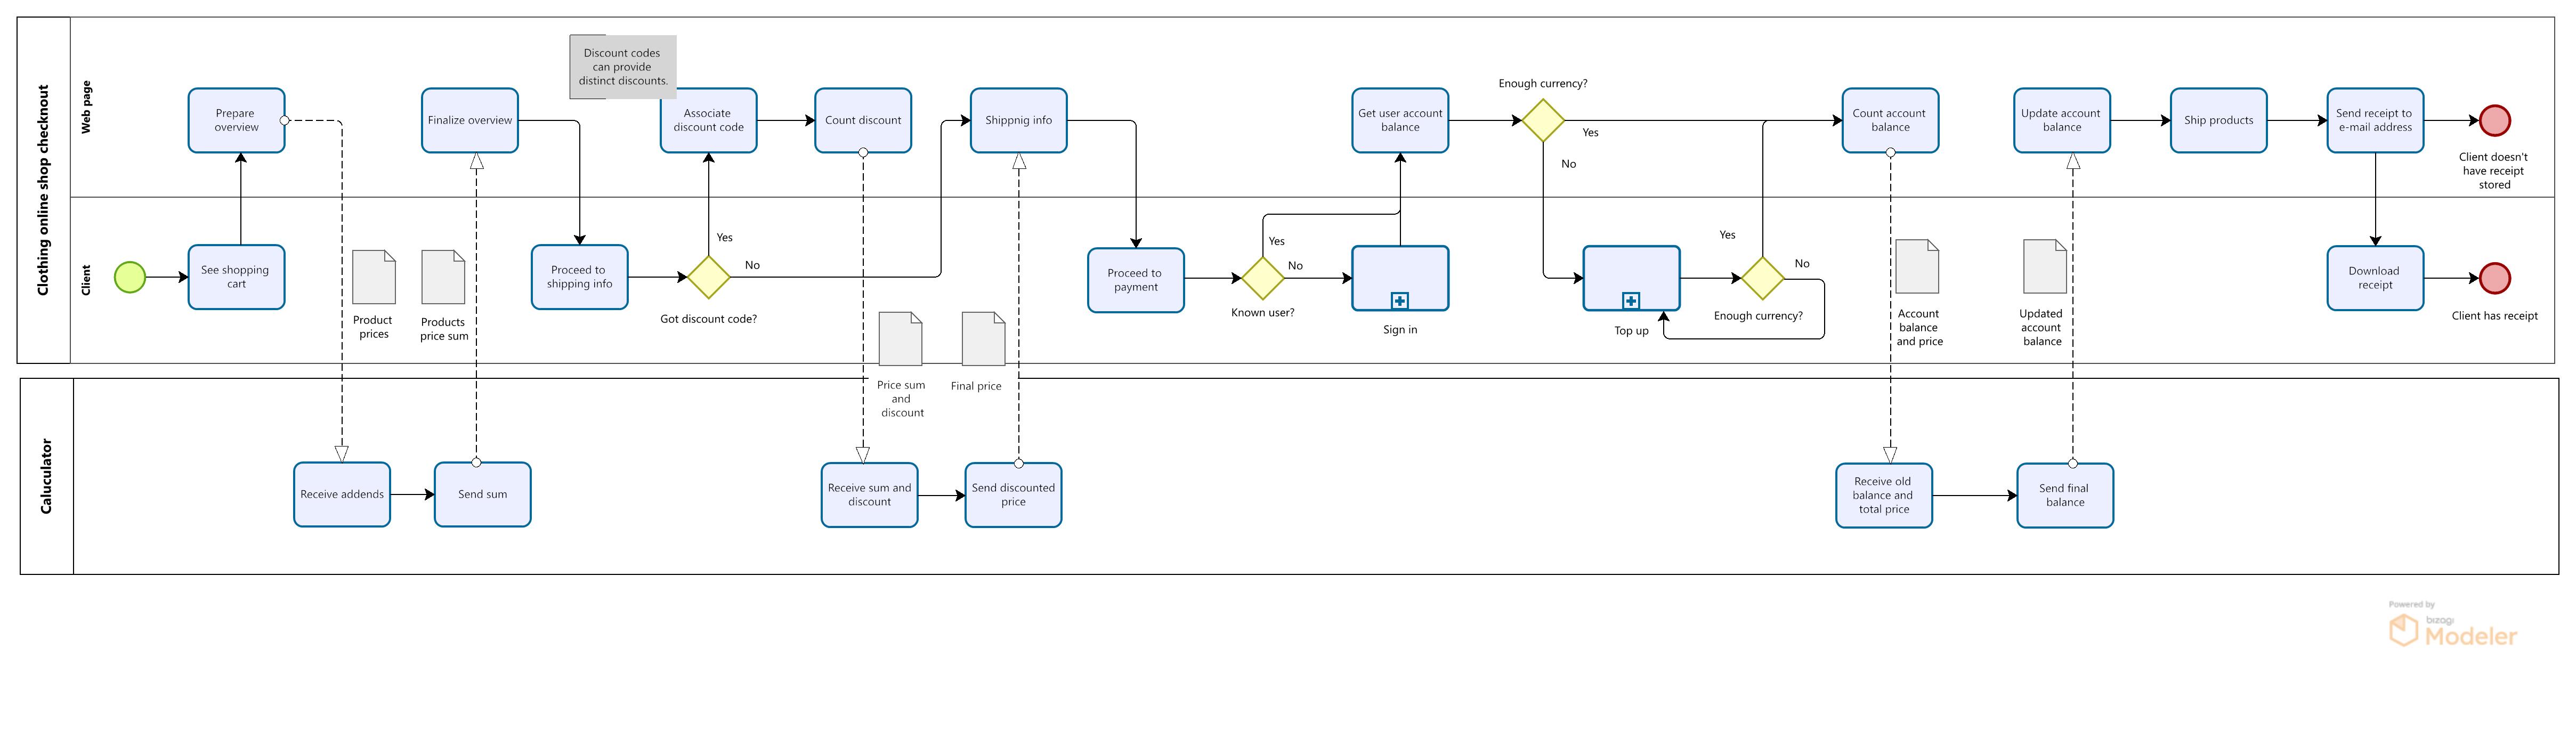 Clothing online shop checknout
Web page
Client
Discount codes
can provide
distinct discounts.
Prepare
overview
Finalize overview
Associate
discount code
Count discount
Shippnig info
Get user account
balance
Enough currency?
Yes
No
Count account
balance
Update account
balance
Ship products
Send receipt to
e-mail address
Client doesn't
have receipt
stored
See shopping
cart
Product
prices
Products
price sum
Proceed to
shipping info
Yes
No
Got discount code?
Proceed to
payment
Yes
No
Known user?
Sign in
Top up
Yes
No
Enough currency?
Account
balance
and price
Updated
account
balance
Download
receipt
Client has receipt
Price sum
and
discount
Final price
Caluculator
Receive addends
Send sum
Receive sum and
discount
Send discounted
price
Receive old
balance and
total price
Send final
balance
Powered by
bizagi
Modeler